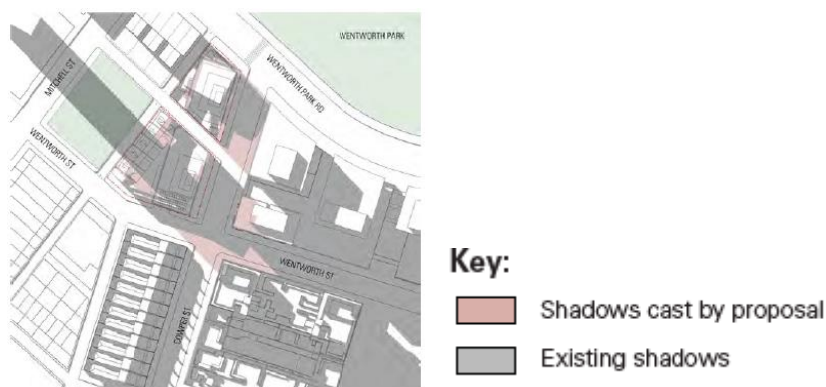 WENTWORTH PARK
MITCHELL ST
WENTWORTH PARK RD
WENTWORTH ST
WENTWORTH ST
COWPER ST
Key:
Shadows cast by proposal
Existing shadows